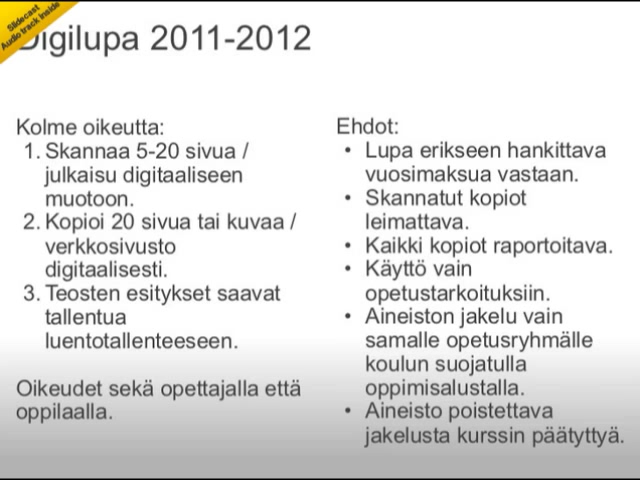 Slidecast
Audio track inside
Digilupa 2011-2012
Kolme oikeutta:
1. Skannaa 5-20 sivua /
julkaisu digitaaliseen
muotoon.
2. Kopioi 20 sivua tai kuvaa /
verkkosivusto
digitaalisesti.
3. Teosten esitykset saavat
tallentua
luentotallenteeseen.
Oikeudet sekä opettajalla että
oppilaalla.
Ehdot:
• Lupa erikseen hankittava
vuosimaksua vastaan.
• Skannatut kopiot
leimattava.
• Kaikki kopiot raportoitava.
• Käyttö vain
opetustarkoituksiin.
• Aineiston jakelu vain
samalle opetusryhmälle
koulun suojatulla
oppimisalustalla.
• Aineisto poistettava
jakelusta kurssin päätyttyä.